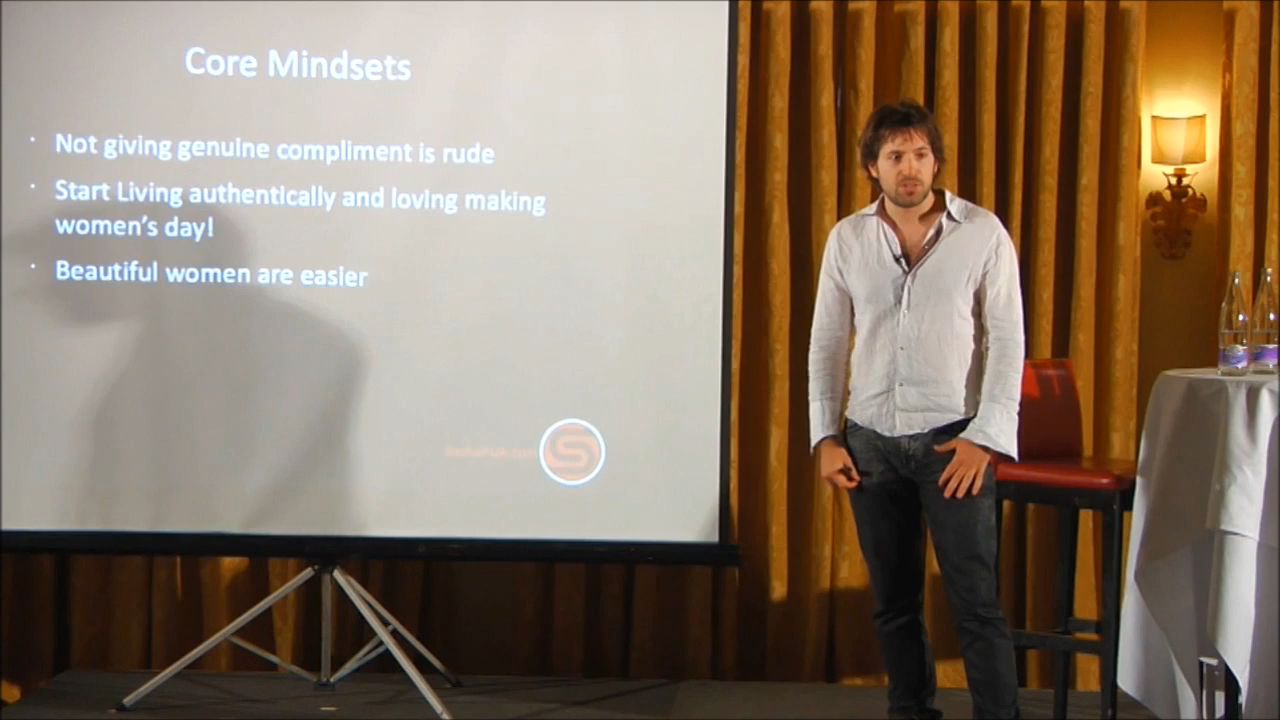 Core Mindsets
· Not giving genuine compliment is rude
· Start Living authentically and loving making
women's day!
· Beautiful women are easier
S